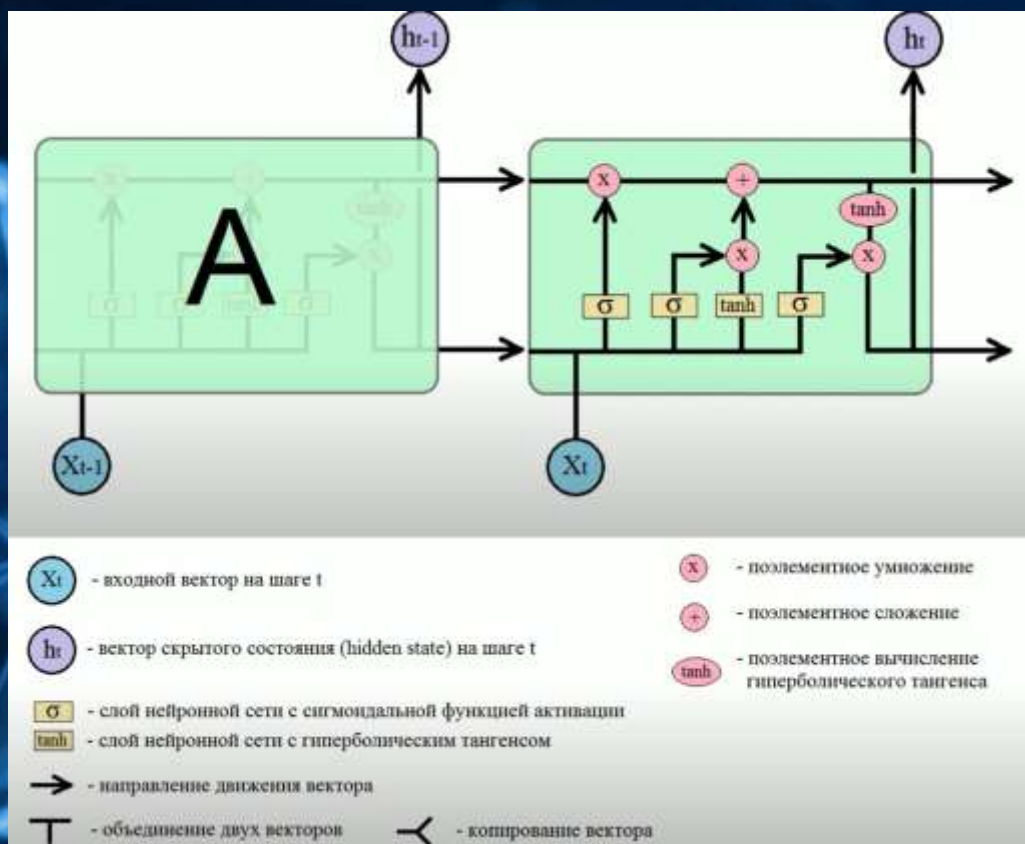 ht-1
ht
x
+
tanh
x
x
A
σ
σ
tanh
σ
Xt-1
Xt
Xt
- входной вектор на шаге t
ht
- вектор скрытого состояния (hidden state) на шаге t
σ
- слой нейронной сети с сигмоидальной функцией активации
tanh
- слой нейронной сети с гиперболическим тангенсом
- направление движения вектора
- объединение двух векторов
- копирование вектора
x
- поэлементное умножение
+
- поэлементное сложение
tanh
- поэлементное вычисление
гиперболического тангенса